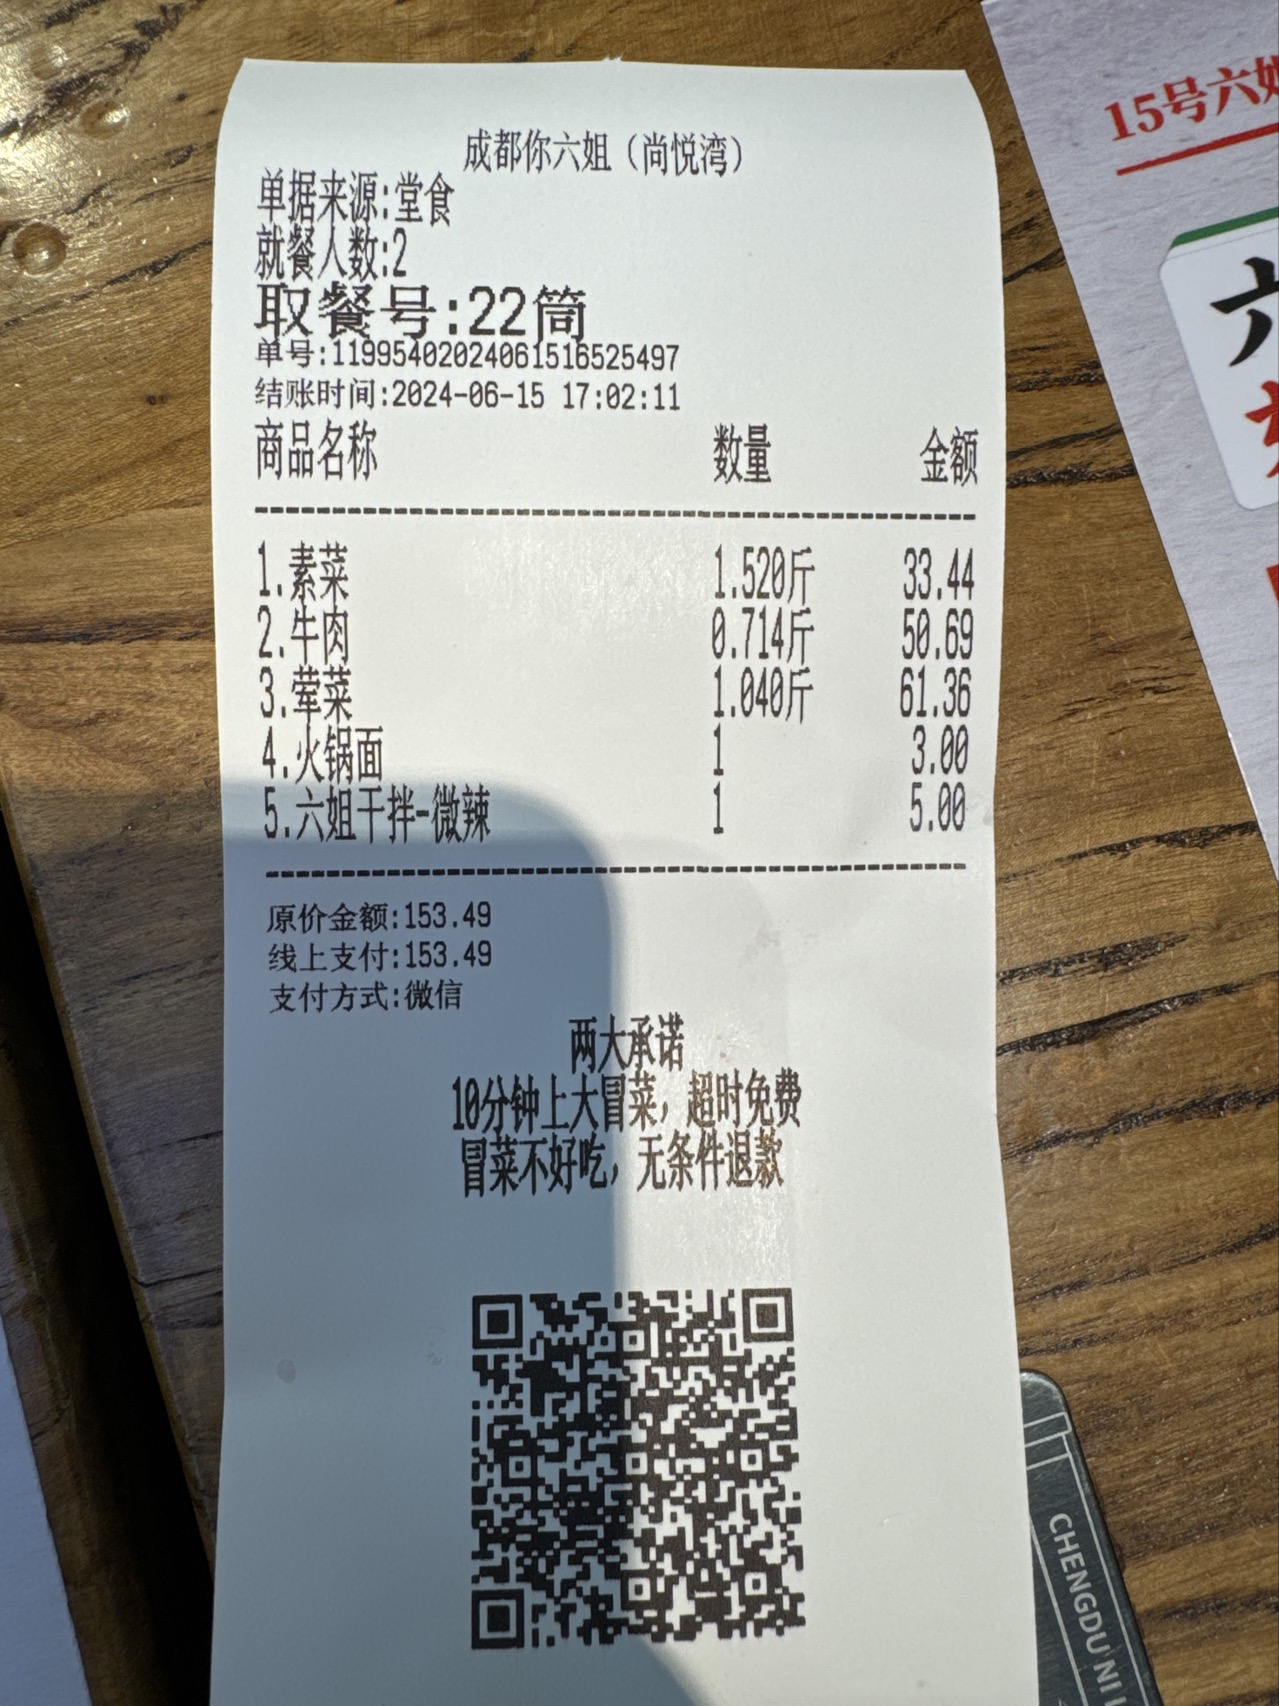 成都你六姐（尚悦湾）
单据来源:堂食
就餐人数:2
取餐号:22筒
单号:11995402024061516525497
结账时间:2024-06-15 17:02:11
商品名称 数量 金额
1.素菜 1.520斤 33.44
2.牛肉 0.714斤 50.69
3.荤菜 1.040斤 61.36
4.火锅面 1 3.00
5.六姐干拌-微辣 1 5.00
原价金额:153.49
线上支付:153.49
支付方式:微信
两大承诺
10分钟上大冒菜，超时免费
冒菜不好吃，无条件退款
15号六姐
六
CHENGDU NI